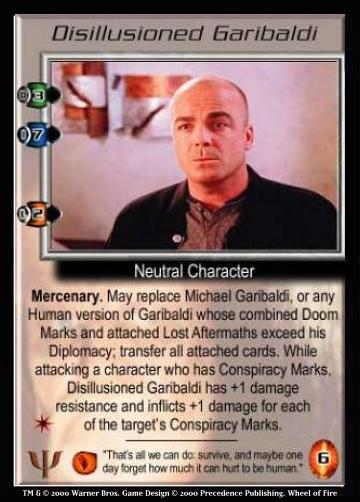 Disillusioned Garibaldi
3
7
2
Neutral Character
Mercenary. May replace Michael Garibaldi, or any
Human version of Garibaldi whose combined Doom
Marks and attached Lost Aftermaths exceed his
Diplomacy; transfer all attached cards. While
attacking a character who has Conspiracy Marks,
Disillusioned Garibaldi has +1 damage
resistance and inflicts +1 damage for each
of the target's Conspiracy Marks.
"That's all we can do: survive, and maybe one
day forget how much it can hurt to be human."
6
TM & © 2000 Warner Bros. Game Design © 2000 Precedence Publishing. Wheel of Fire